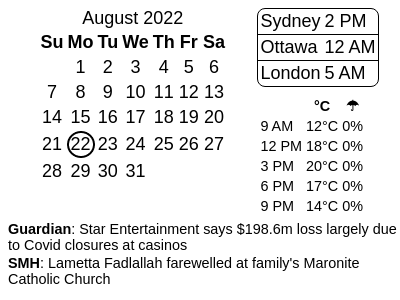 August 2022
Su Mo Tu We Th Fr Sa
1 2 3 4 5 6
7 8 9 10 11 12 13
14 15 16 17 18 19 20
21 22 23 24 25 26 27
28 29 30 31
Sydney 2 PM
Ottawa 12 AM
London 5 AM
°C ☂
9 AM 12°C 0%
12 PM 18°C 0%
3 PM 20°C 0%
6 PM 17°C 0%
9 PM 14°C 0%
Guardian: Star Entertainment says $198.6m loss largely due
to Covid closures at casinos
SMH: Lametta Fadlallah farewelled at family's Maronite
Catholic Church